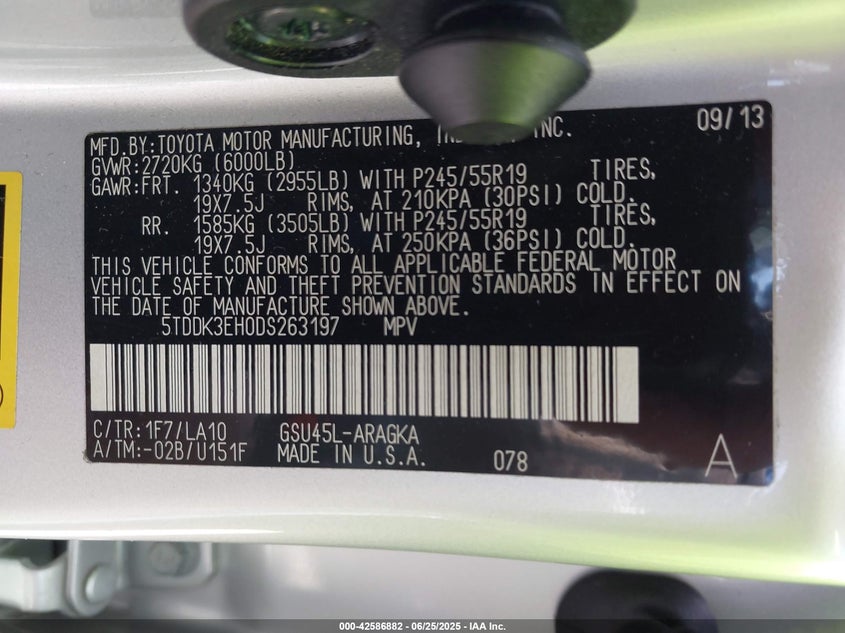 MFD.BY:TOYOTA MOTOR MANUFACTURING, INC. 09/13
GVWR:2720KG (6000LB)
GAWR:FRT. 1340KG (2955LB) WITH P245/55R19 TIRES,
19X7.5J RIMS, AT 210KPA (30PSI) COLD.
RR. 1585KG (3505LB) WITH P245/55R19 TIRES,
19X7.5J RIMS, AT 250KPA (36PSI) COLD.
THIS VEHICLE CONFORMS TO ALL APPLICABLE FEDERAL MOTOR
VEHICLE SAFETY AND THEFT PREVENTION STANDARDS IN EFFECT ON
THE DATE OF MANUFACTURE SHOWN ABOVE.
5TDDK3EH0DS263197 MPV
C/TR:1F7/LA10 GSU45L-ARAGKA
A/TM:-02B/U151F MADE IN U.S.A. 078 A
000-42586882 - 06/25/2025 - IAA Inc.